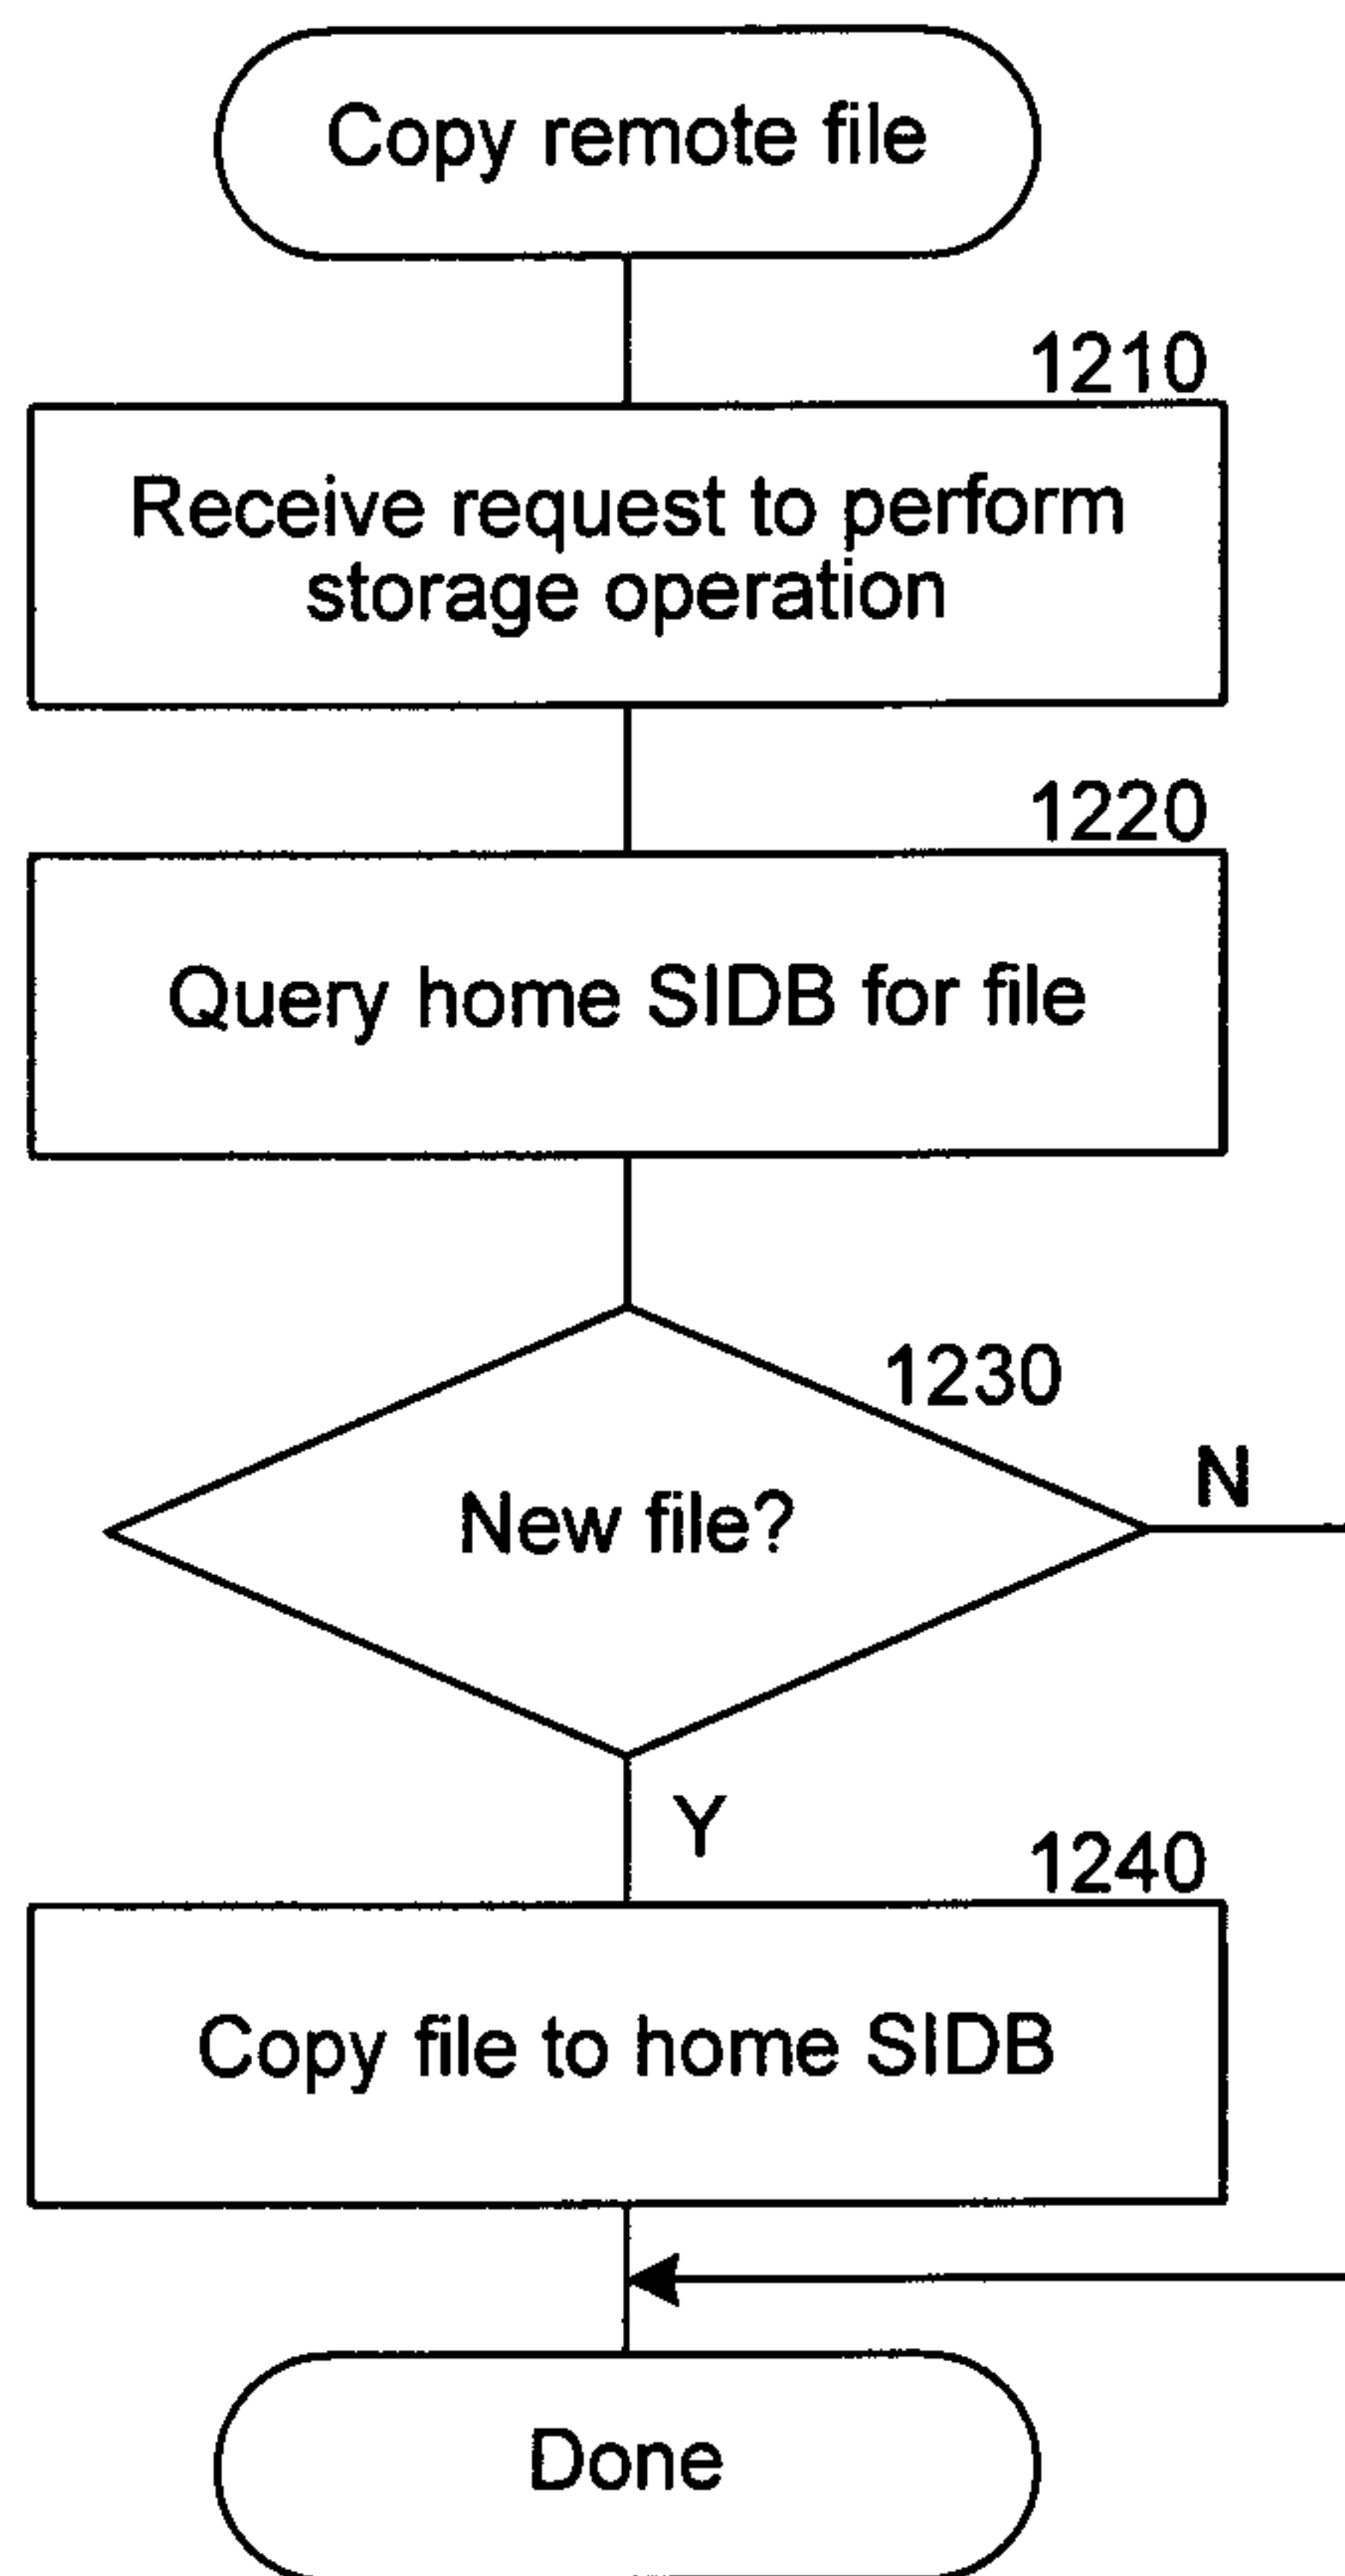 Copy remote file
1210
Receive request to perform
storage operation
1220
Query home SIDB for file
1230
New file?
N
Y
1240
Copy file to home SIDB
Done